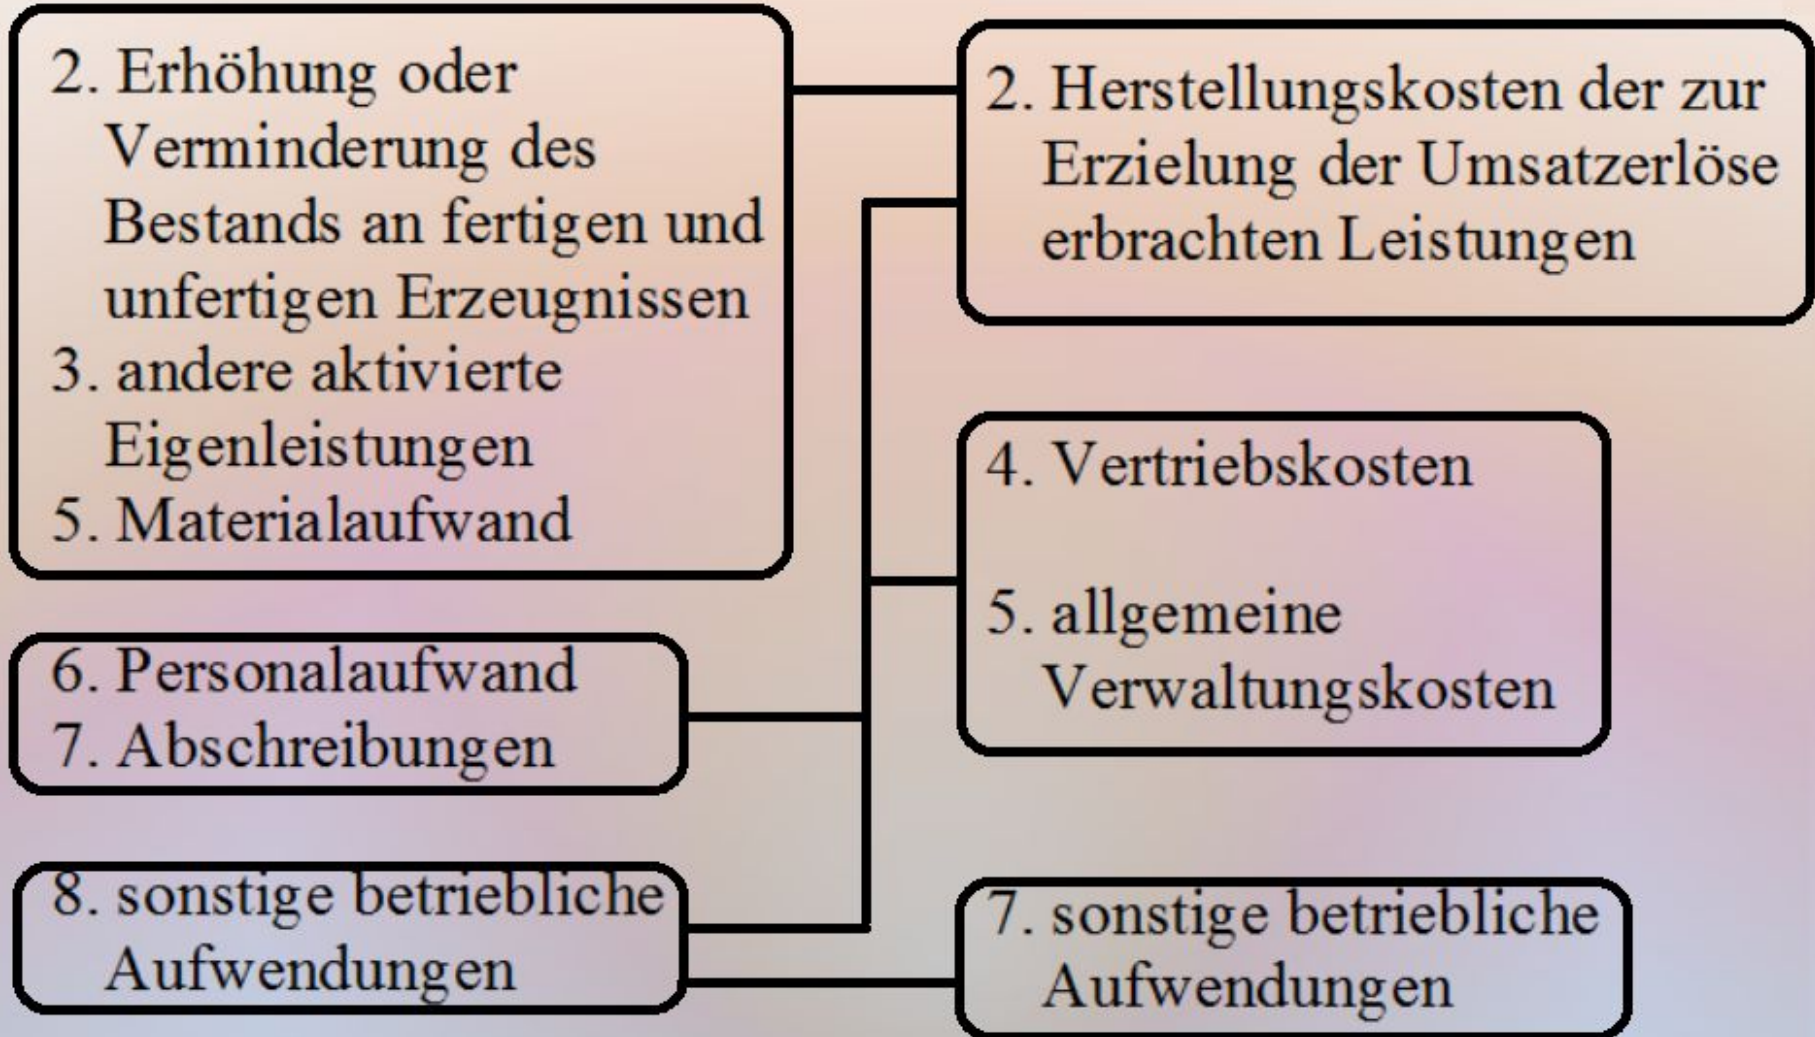 2. Erhöhung oder
Verminderung des
Bestands an fertigen und
unfertigen Erzeugnissen
3. andere aktivierte
Eigenleistungen
5. Materialaufwand
6. Personalaufwand
7. Abschreibungen
8. sonstige betriebliche
Aufwendungen
2. Herstellungskosten der zur
Erzielung der Umsatzerlöse
erbrachten Leistungen
4. Vertriebskosten
5. allgemeine
Verwaltungskosten
7. sonstige betriebliche
Aufwendungen